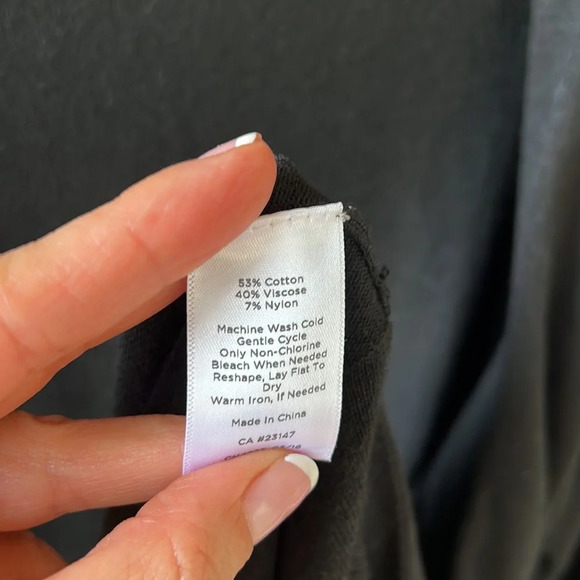 53% Cotton
40% Viscose
7% Nylon
Machine Wash Cold
Gentle Cycle
Only Non-Chlorine
Bleach When Needed
Reshape, Lay Flat To
Dry
Warm Iron, If Needed
Made In China
CA #23147